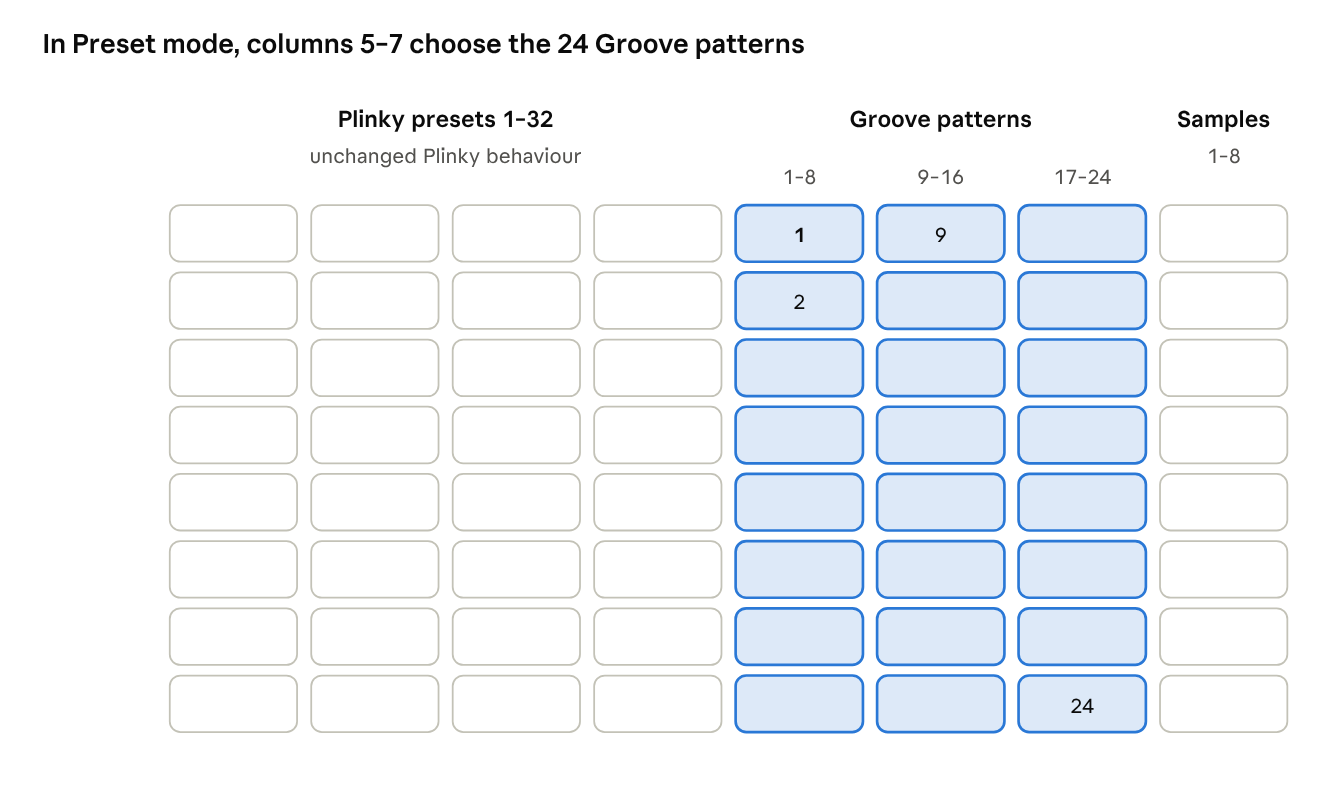 In Preset mode, columns 5–7 choose the 24 Groove patterns
Plinky presets 1–32
Groove patterns
Samples
unchanged Plinky behaviour
1–8
1–8
9–16
17–24
1
9
2
24